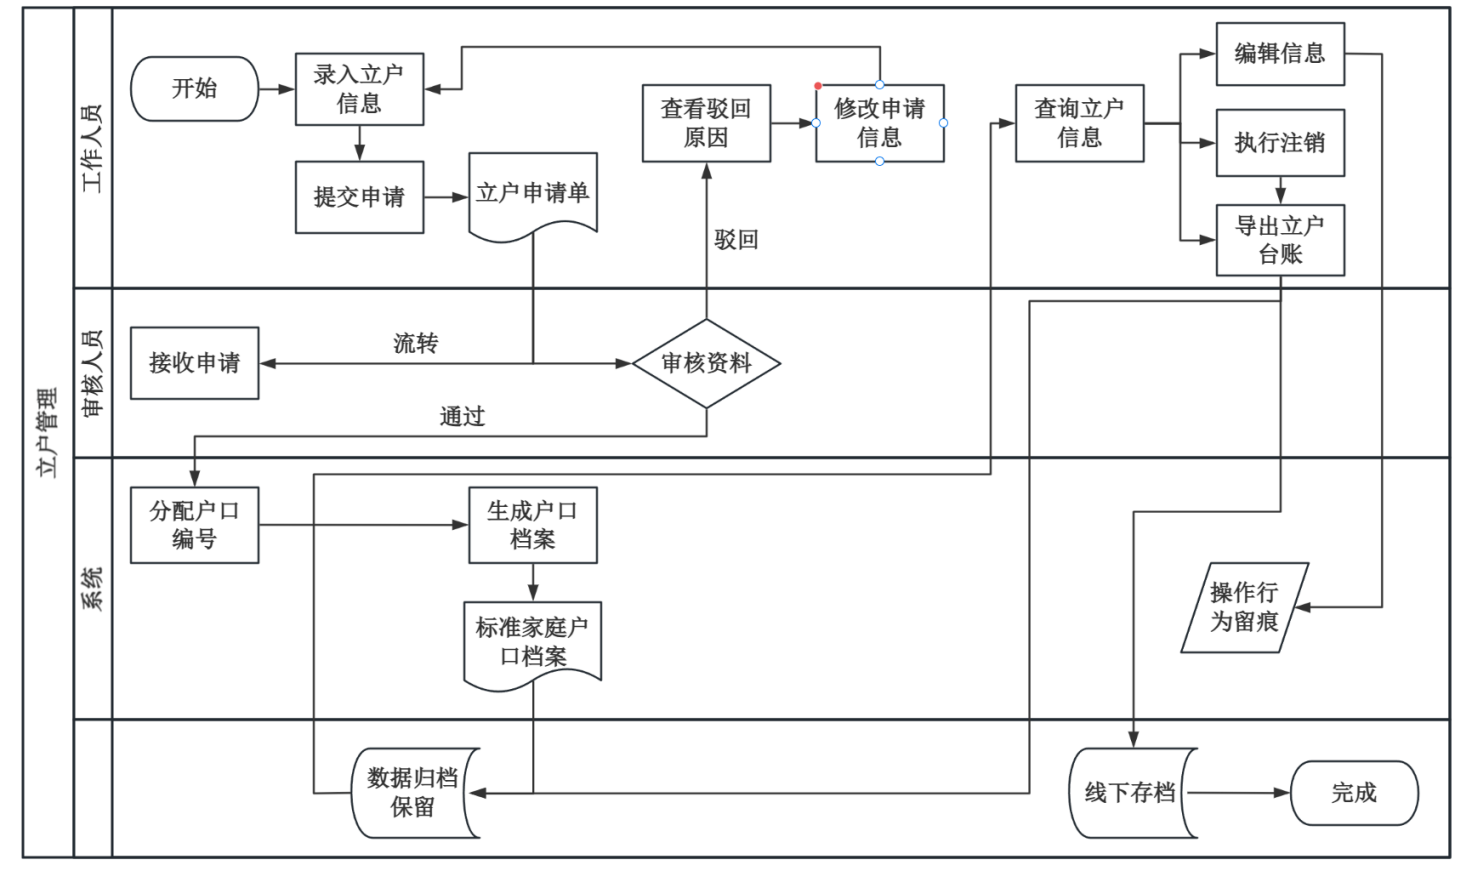 立户管理
工作人员
开始
录入立户
信息
提交申请
立户申请单
查看驳回
原因
修改申请
信息
驳回
查询立户
信息
编辑信息
执行注销
导出立户
台账
审核人员
接收申请
流转
审核资料
通过
系统
分配户口
编号
生成户口
档案
标准家庭户
口档案
操作行
为留痕
数据归档
保留
线下存档
完成